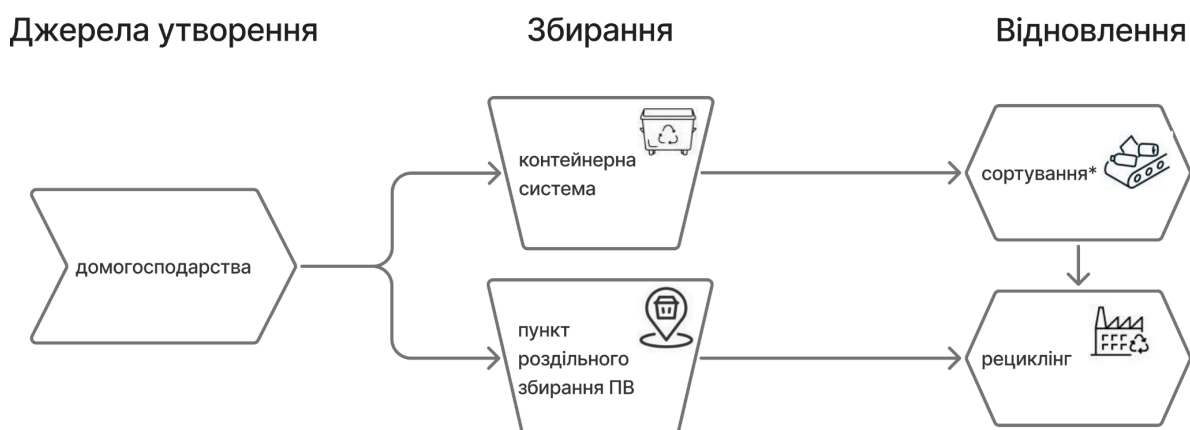 Джерела утворення
Збирання
Відновлення
контейнерна
система
сортування*
домогосподарства
пункт
роздільного
збирання ПВ
рециклінг